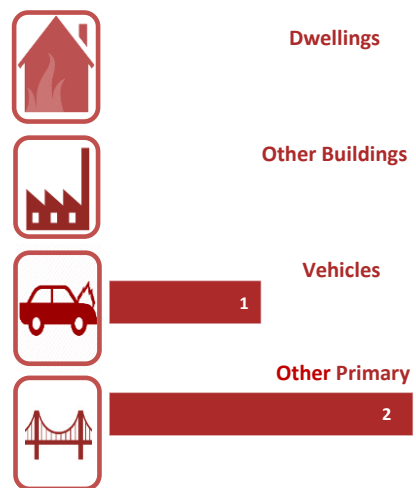 Dwellings
Other Buildings
Vehicles
1
Other Primary
2